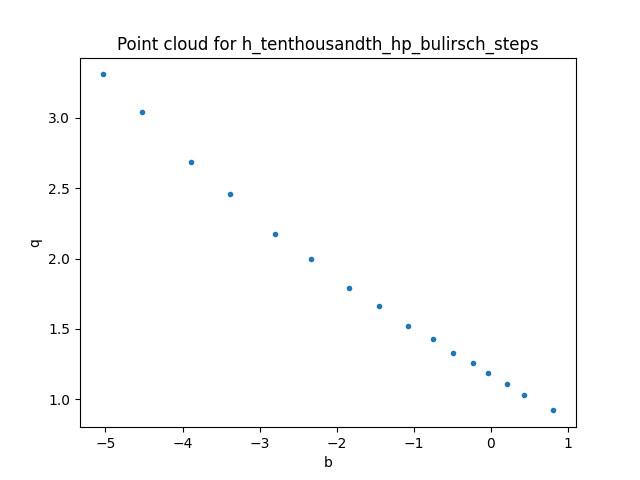 Point cloud for h_tenthousandth_hp_bulirsch_steps
3.0
2.5
2.0
1.5
1.0
q
−5 −4 −3 −2 −1 0 1
b